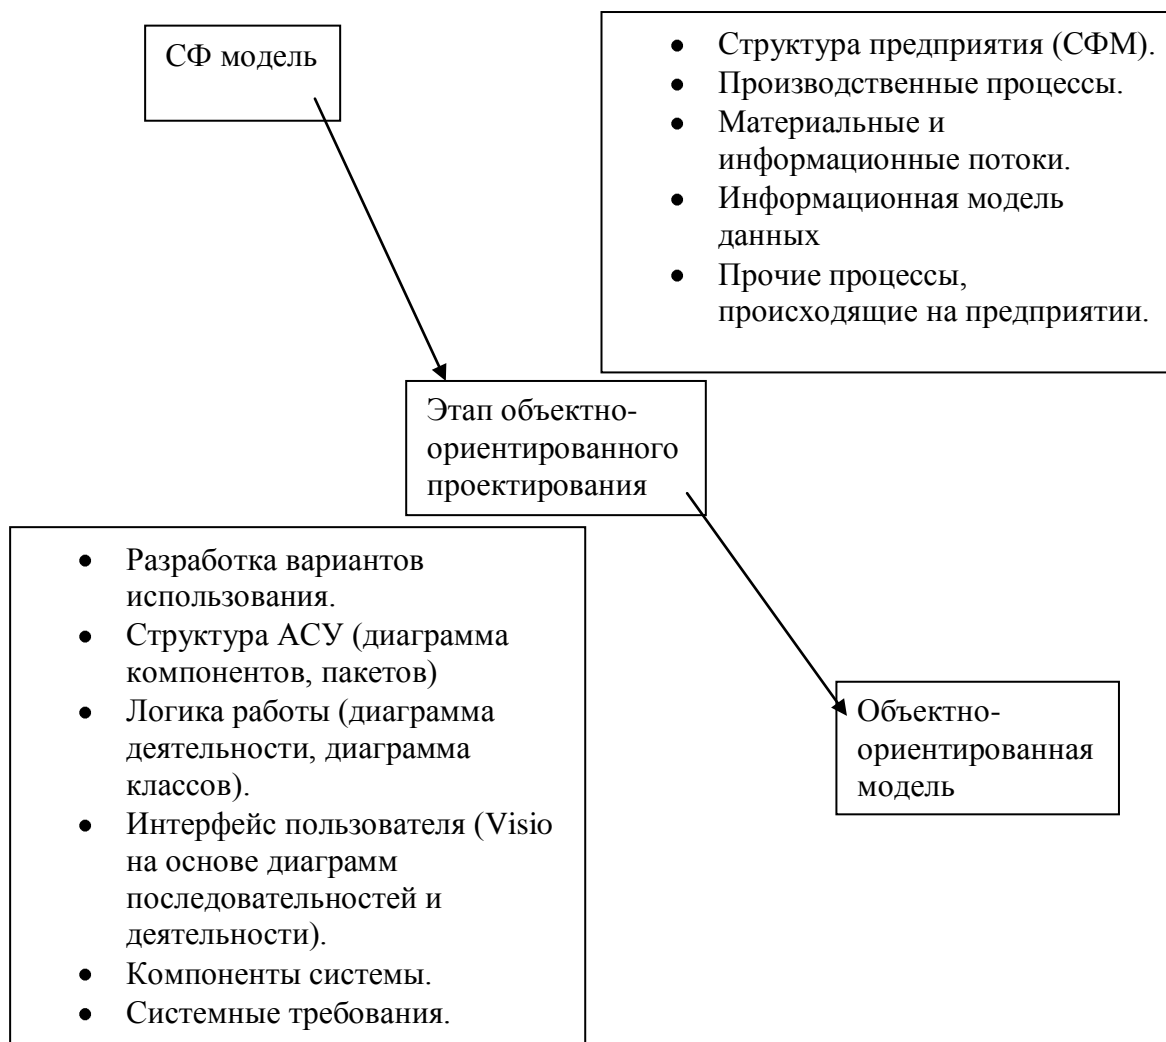 СФ модель
• Структура предприятия (СФМ).
• Производственные процессы.
• Материальные и
информационные потоки.
• Информационная модель
данных
• Прочие процессы,
происходящие на предприятии.
Этап объектно-
ориентированного
проектирования
• Разработка вариантов
использования.
• Структура АСУ (диаграмма
компонентов, пакетов)
• Логика работы (диаграмма
деятельности, диаграмма
классов).
• Интерфейс пользователя (Visio
на основе диаграмм
последовательностей и
деятельности).
• Компоненты системы.
• Системные требования.
Объектно-
ориентированная
модель